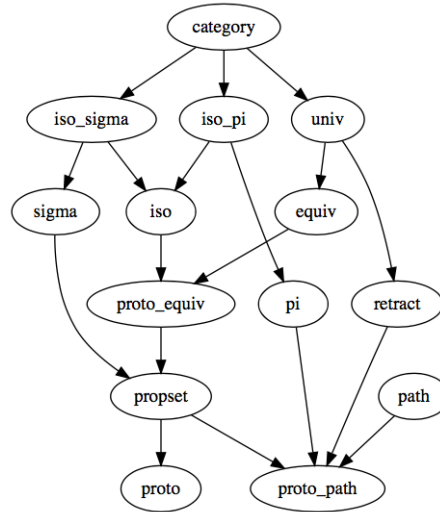 category
iso_sigma
iso_pi
univ
sigma
iso
equiv
proto_equiv
pi
retract
propset
path
proto
proto_path